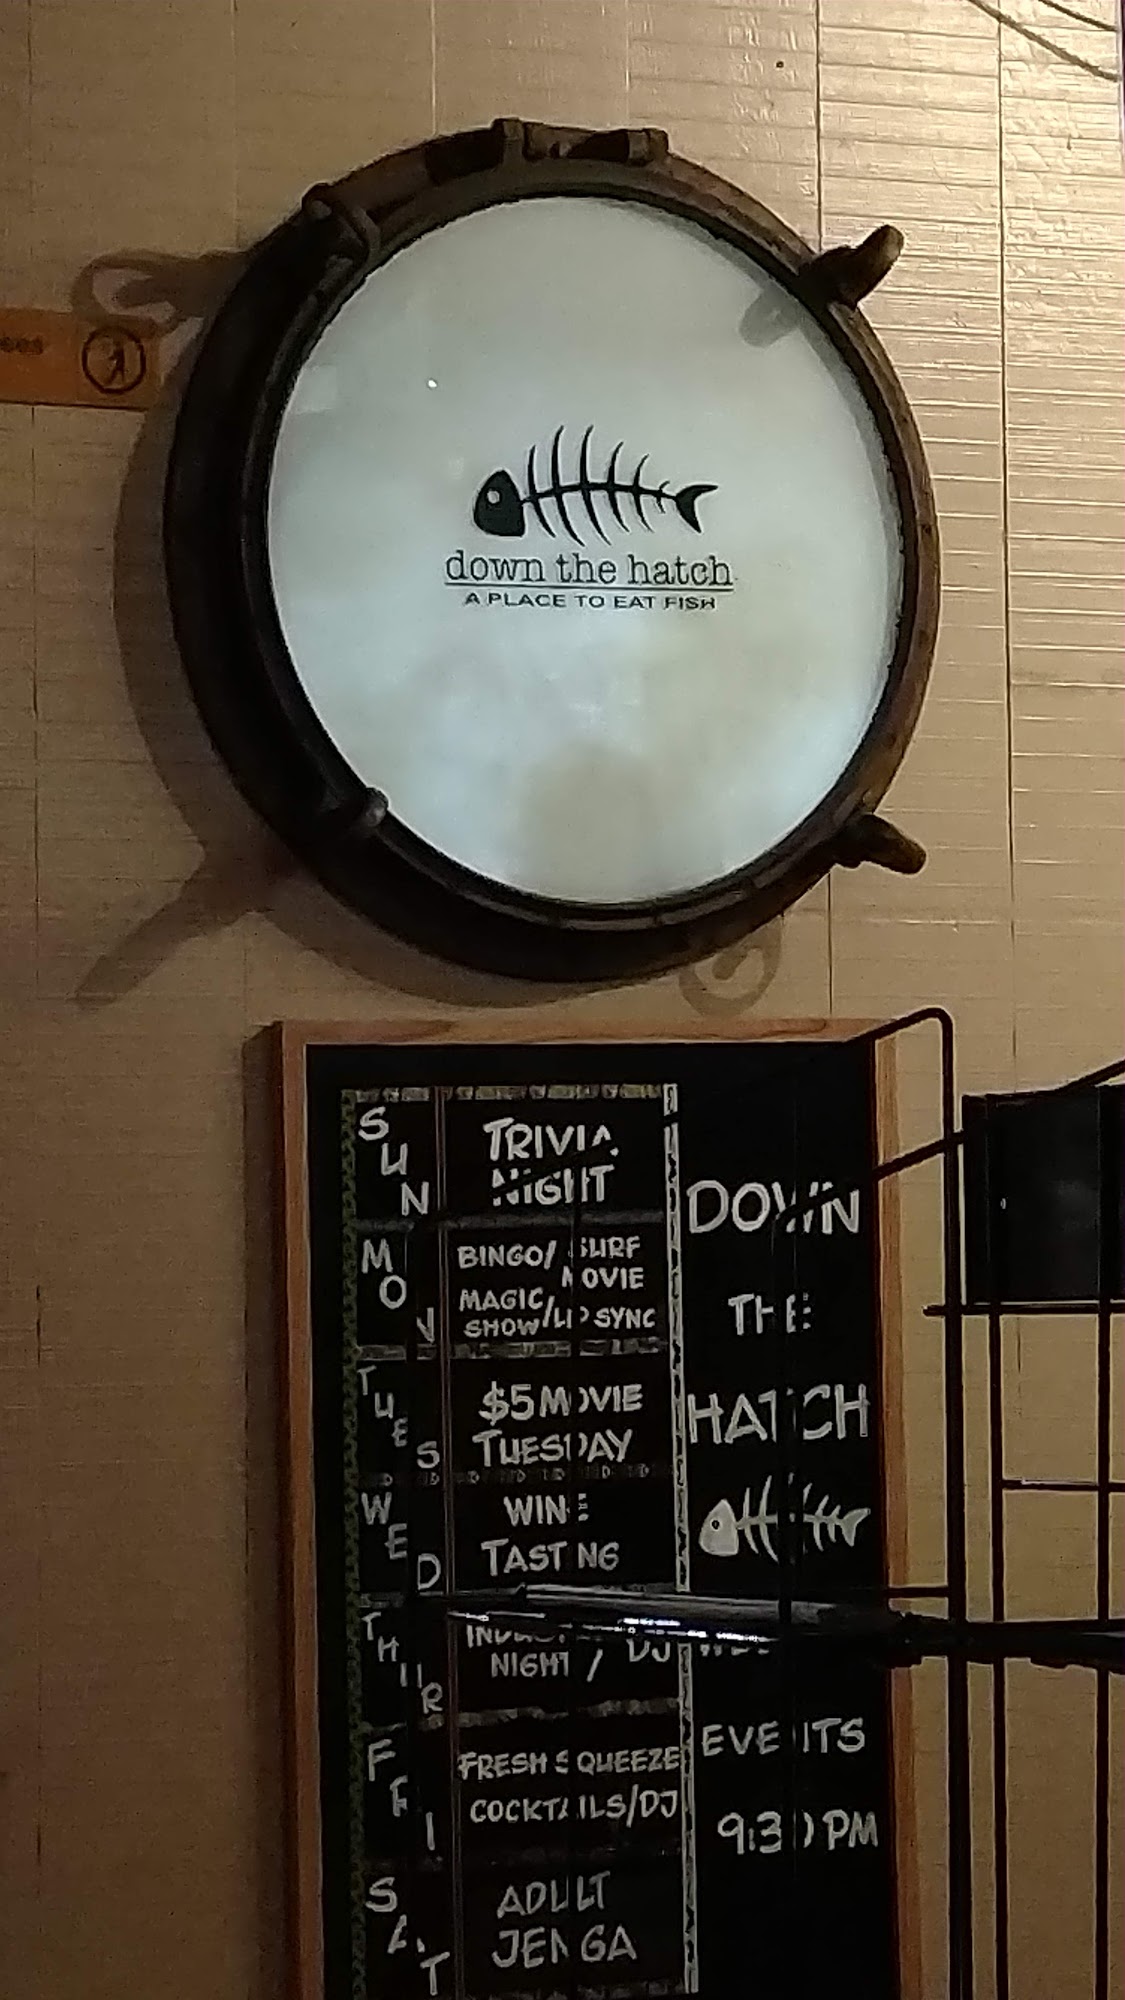 down the hatch
A PLACE TO EAT FISH
SUN
TRIVIA
NIGHT
MON
BINGO/ SURF
MOVIE
MAGIC
SHOW/LIP SYNC
TUES
$5 MOVIE
TUESDAY
WED
WINE
TASTING
THUR
INDUSTRY
NIGHT / DJ
FRI
FRESH SQUEEZE
COCKTAILS/DJ
SAT
ADULT
JENGA
DOWN
THE
HATCH
EVENTS
9:30 PM